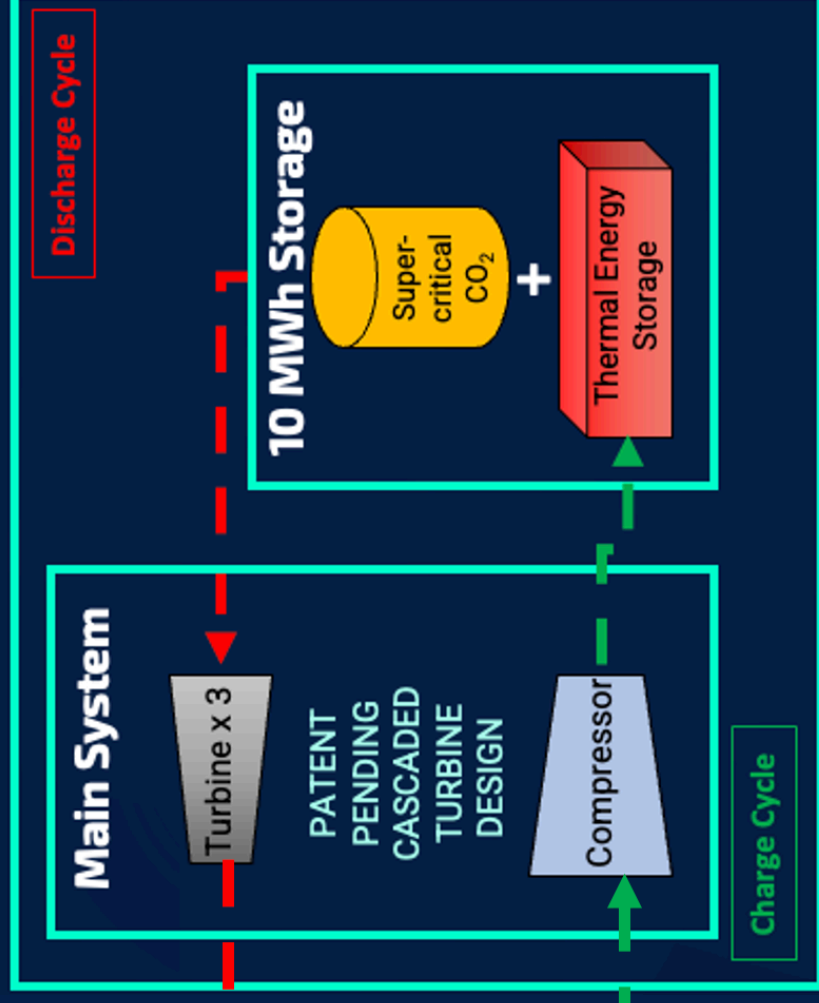 Discharge Cycle
Main System
10 MWh Storage
Turbine x 3
Super-
critical
CO₂
+
PATENT
PENDING
CASCADED
TURBINE
DESIGN
Compressor
Thermal Energy
Storage
Charge Cycle